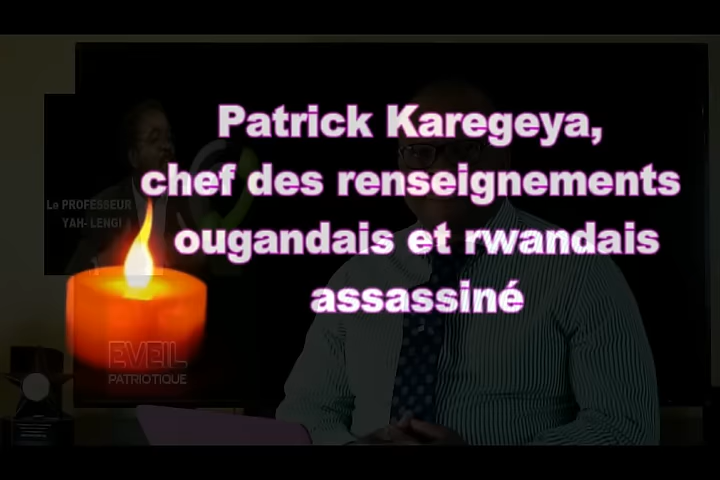 Patrick Karegeya,
chef des renseignements
ougandais et rwandais
assassiné
Le PROFESSEUR
YAH- LENGI
EVEIL
PATRIOTIQUE